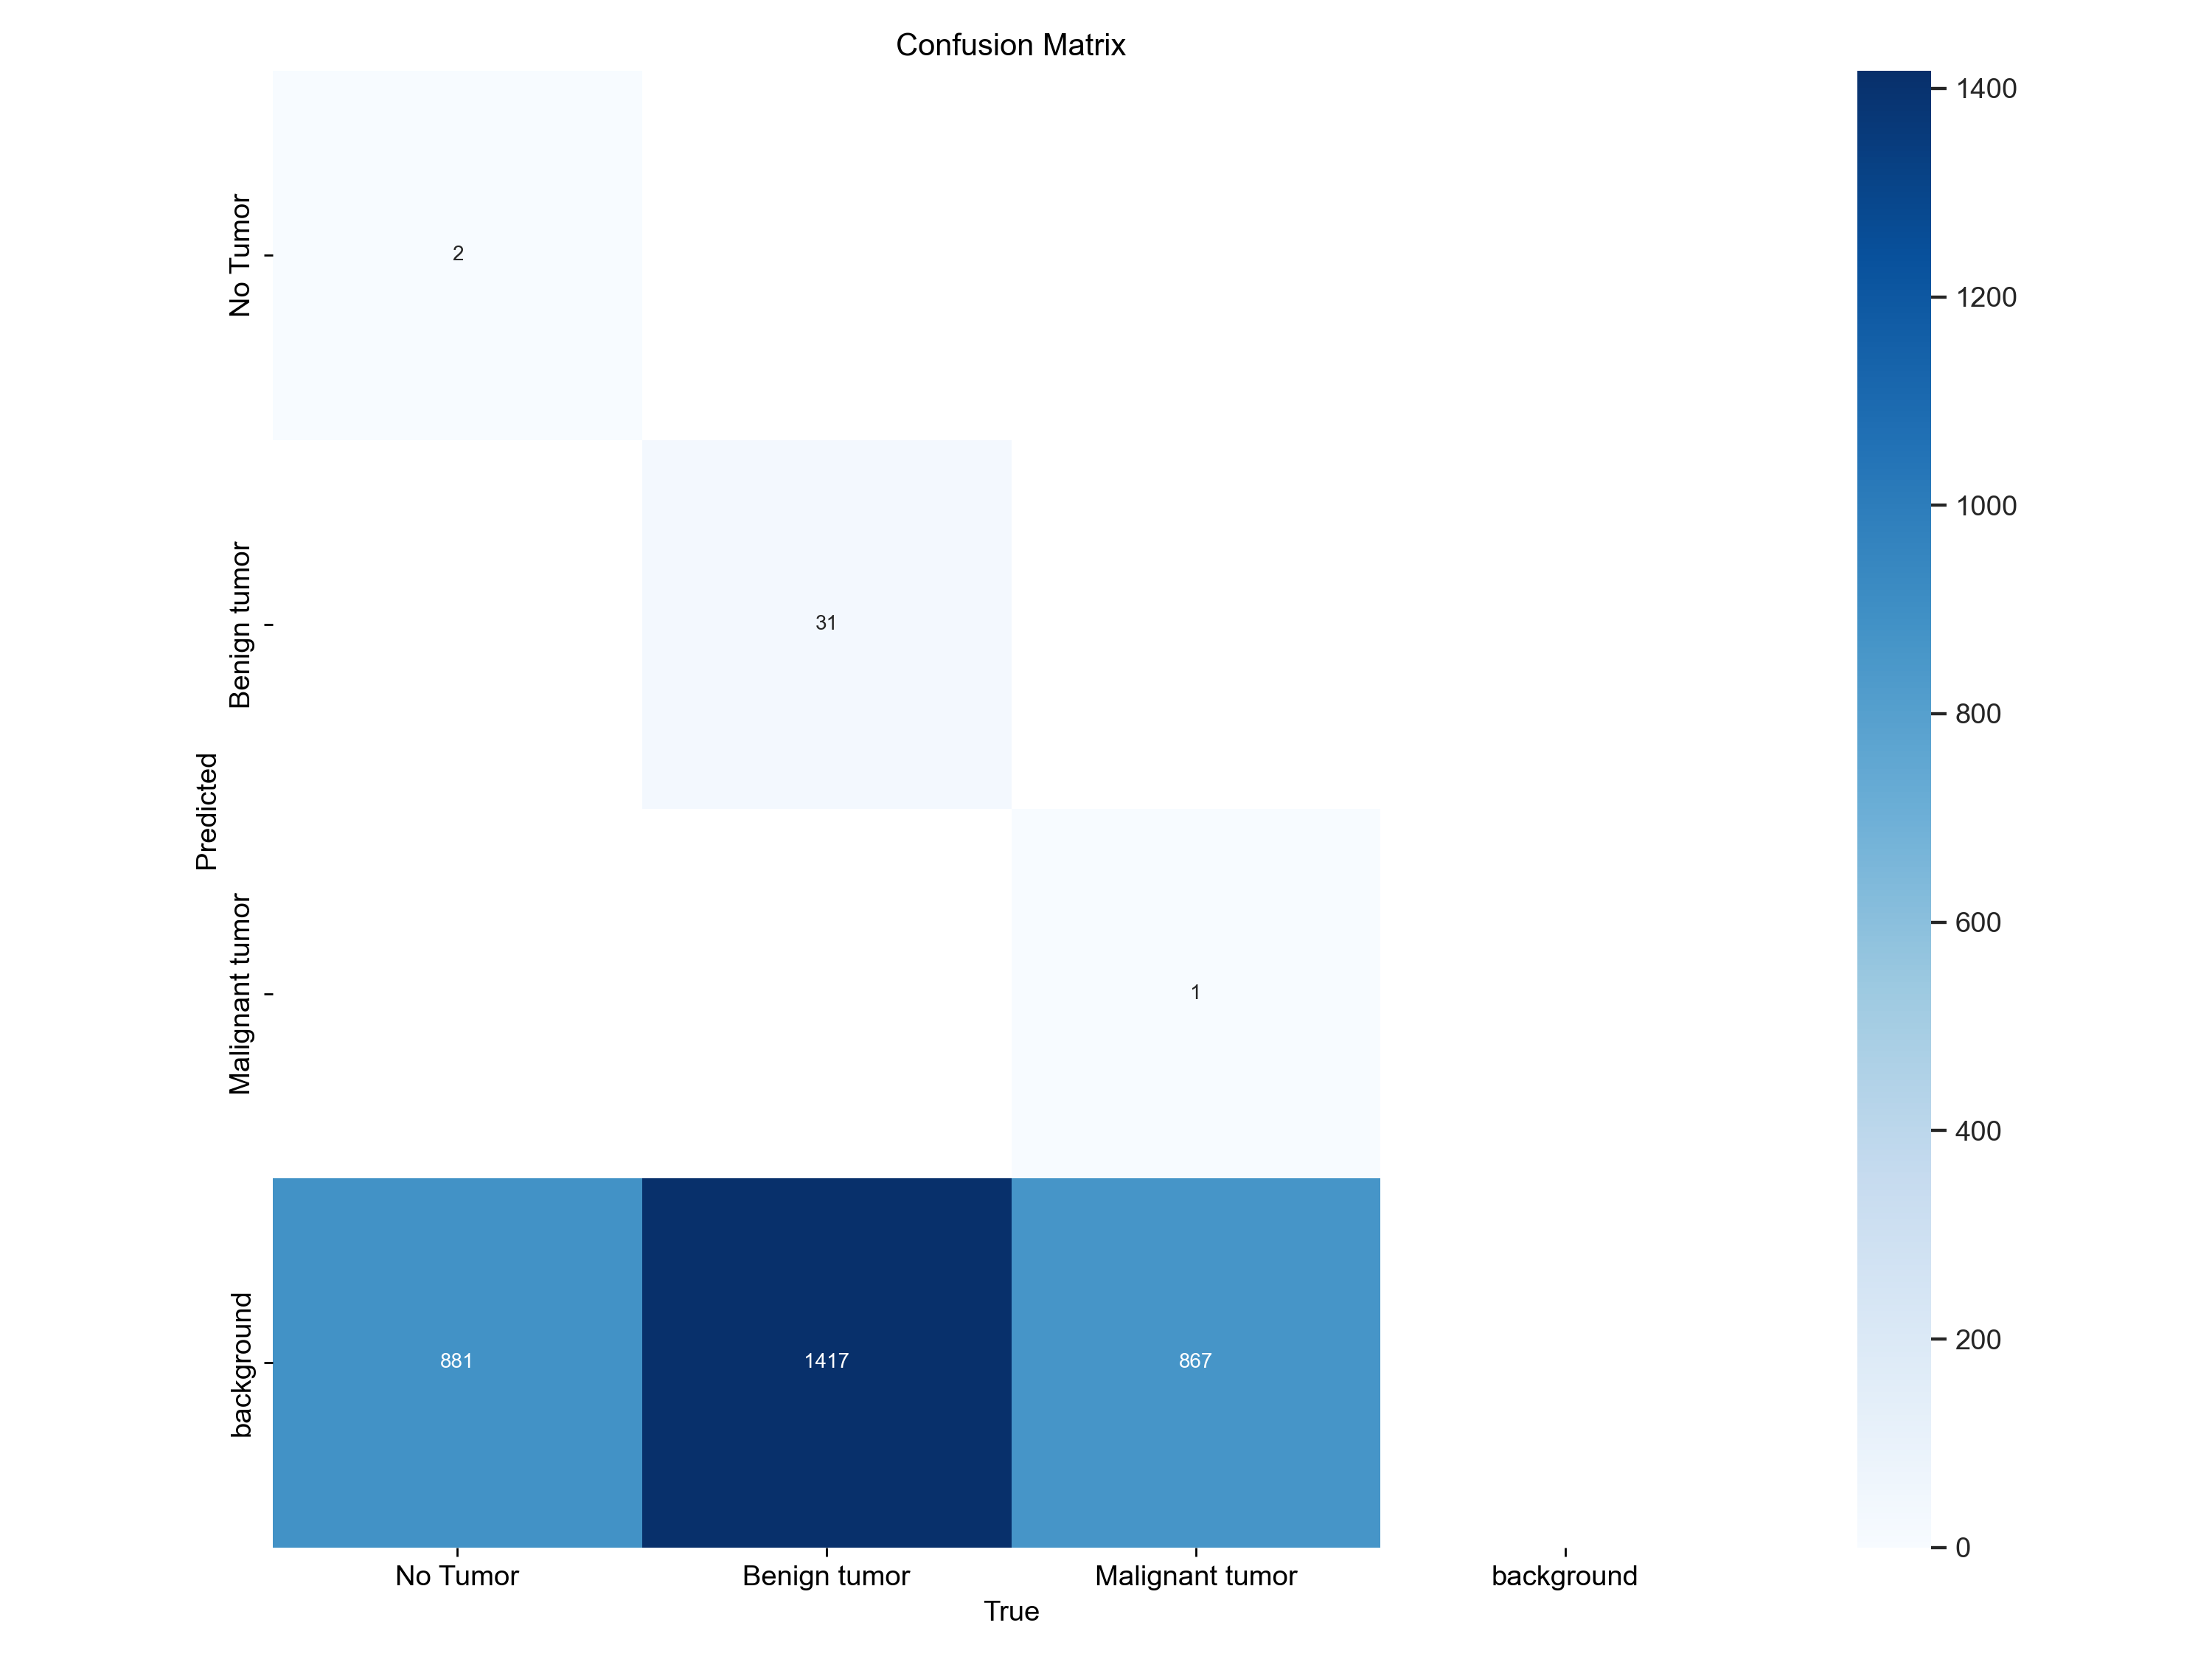 Confusion Matrix
No Tumor
2
Benign tumor
31
Malignant tumor
1
background
881
1417
867
Predicted
No Tumor
Benign tumor
Malignant tumor
background
True
1400
1200
1000
800
600
400
200
0